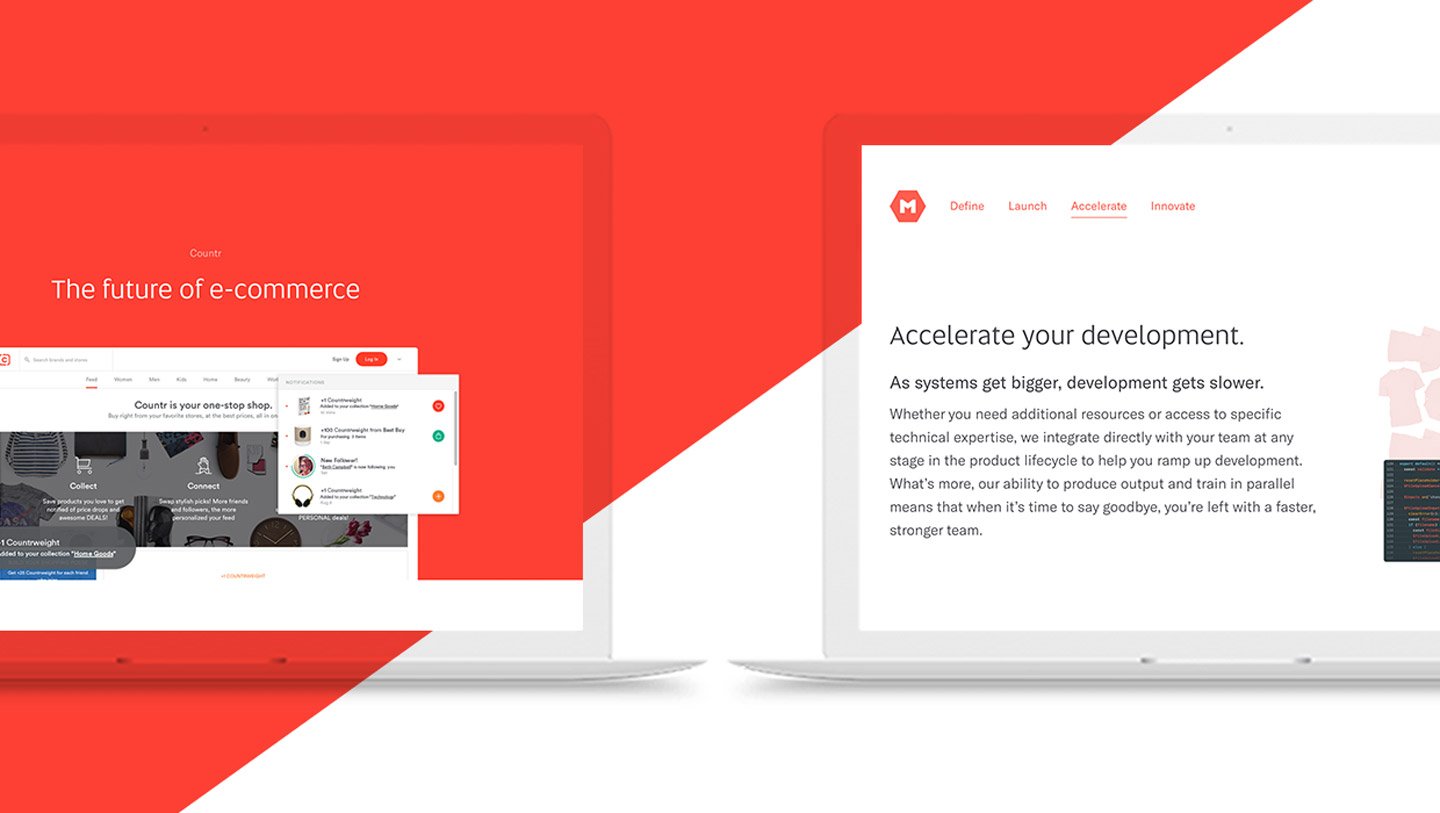 Countr
The future of e-commerce
Search brands and stores
Sign Up
Log In
Feed
Women
Men
Kids
Home
Beauty
NOTIFICATIONS
Countr is your one-stop shop.
Buy right from your favorite stores, at the best prices, all in
+1 Countrweight
Added to your collection "Home Goods"
+100 Countrweight from Best Buy
For purchasing 3 items
New Follower!
"Beth Campbell" is now following you
+1 Countrweight
Added to your collection "Technology"
Collect
Save products you love to get
notified of price drops and
awesome DEALS!
Connect
Swap stylish picks! More friends
and followers, the more
personalized your feed
PERSONAL deals!
+1 Countrweight
Added to your collection "Home Goods"
Get +25 Countrweight for each friend
+1 COUNTRWEIGHT
M
Define
Launch
Accelerate
Innovate
Accelerate your development.
As systems get bigger, development gets slower.
Whether you need additional resources or access to specific
technical expertise, we integrate directly with your team at any
stage in the product lifecycle to help you ramp up development.
What's more, our ability to produce output and train in parallel
means that when it's time to say goodbye, you're left with a faster,
stronger team.